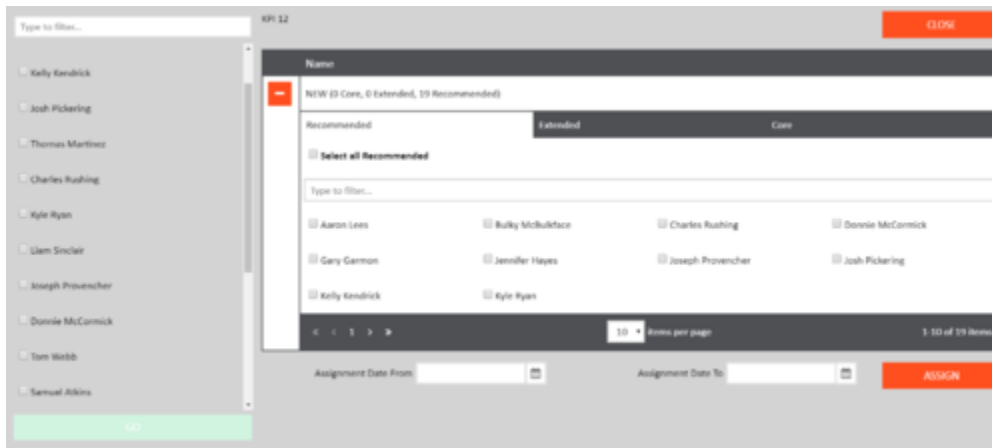 Type to filter...
Kelly Kendrick
Josh Pickering
Thomas Martinez
Charles Rushing
Kyle Ryan
Liam Sinclair
Joseph Provencher
Donnie McCormick
Tom Webb
Samuel Atkins
GO
KPI 12
CLOSE
Name
NEW (0 Core, 0 Extended, 19 Recommended)
Recommended Extended Core
Select all Recommended
Type to filter...
Aaron Lees Bulky McBulkface Charles Rushing Donnie McCormick
Gary Garmon Jennifer Hayes Joseph Provencher Josh Pickering
Kelly Kendrick Kyle Ryan
1 10 items per page 1-10 of 19 items
Assignment Date From Assignment Date To ASSIGN